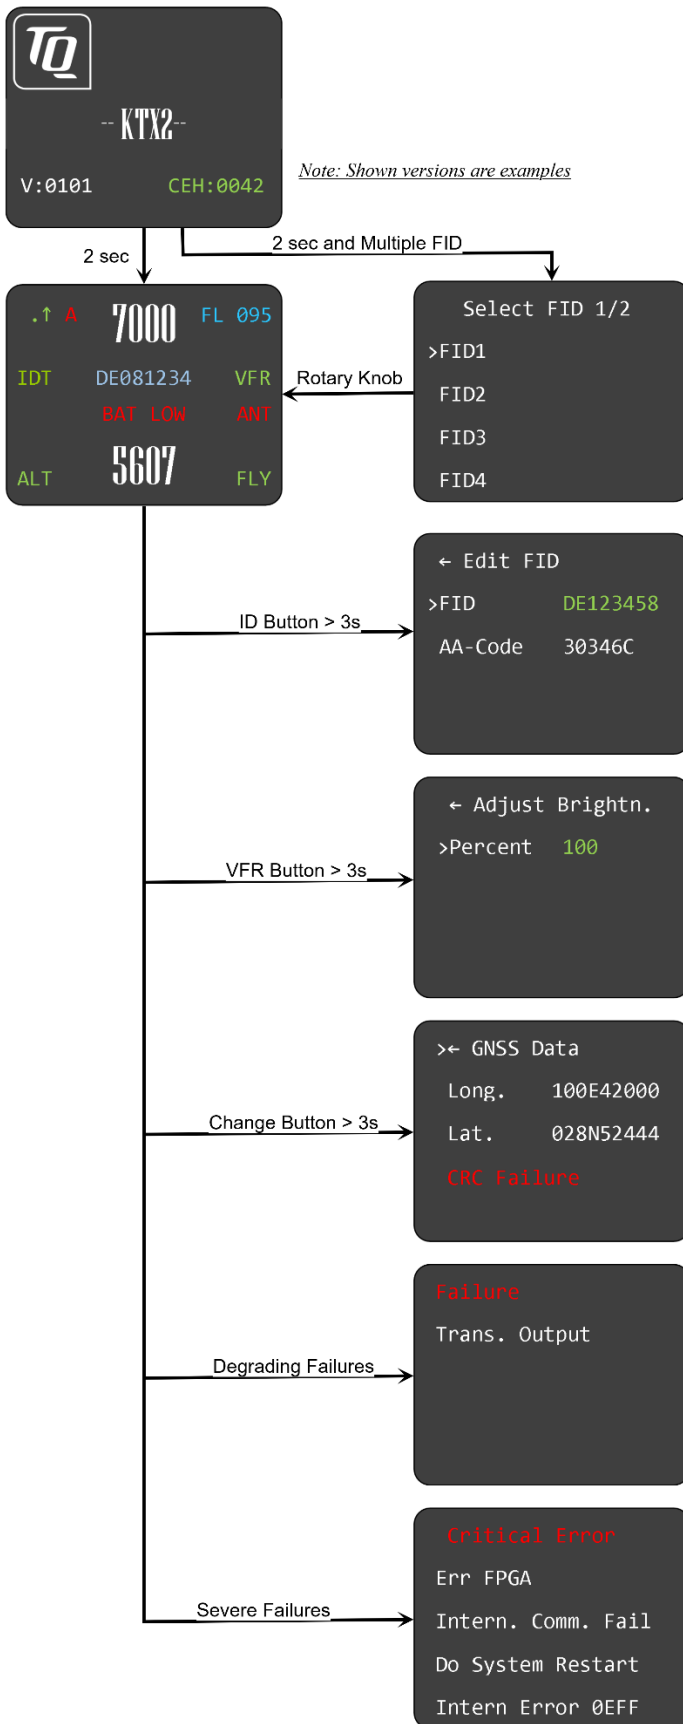 TQ
-- KTX2--
V:0101 CEH:0042
Note: Shown versions are examples
2 sec
2 sec and Multiple FID
.↑ A 7000 FL 095
IDT DE081234 VFR
BAT LOW ANT
ALT 5607 FLY
Rotary Knob
Select FID 1/2
>FID1
FID2
FID3
FID4
ID Button > 3s
← Edit FID
>FID DE123458
AA-Code 30346C
VFR Button > 3s
← Adjust Brightn.
>Percent 100
Change Button > 3s
>← GNSS Data
Long. 100E42000
Lat. 028N52444
CRC Failure
Degrading Failures
Failure
Trans. Output
Severe Failures
Critical Error
Err FPGA
Intern. Comm. Fail
Do System Restart
Intern Error 0EFF